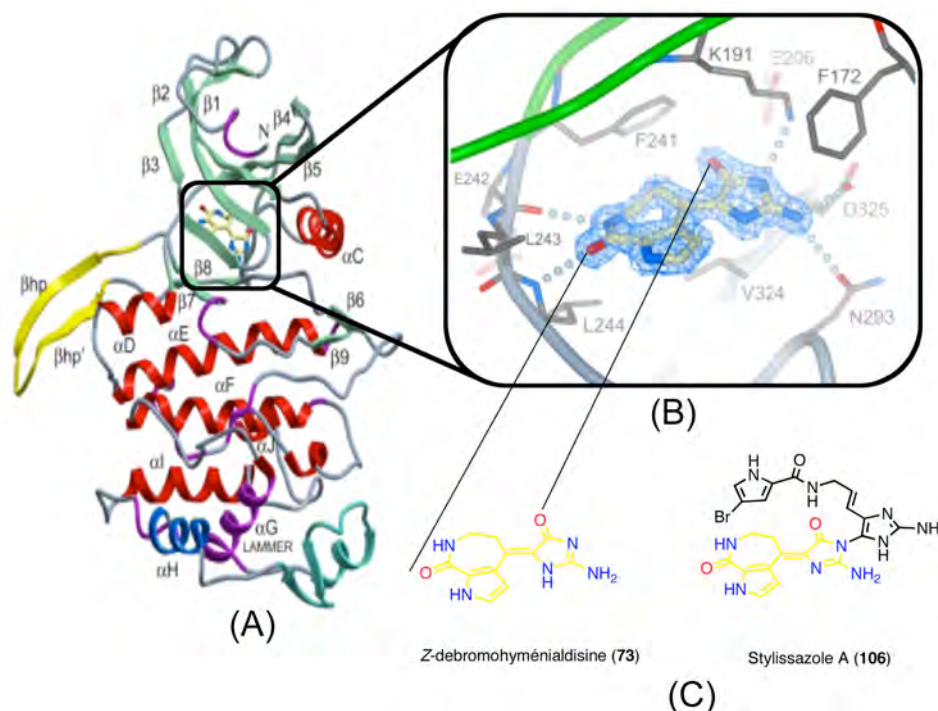 β2
β1
β4
N
β3
β5
β8
αC
βhp
β7
β6
αD
αE
β9
βhp'
αF
αJ
αI
αG
LAMMER
αH
(A)
K191
E206
F172
F241
E242
L243
V324
L244
N293
(B)
O
HN
N
O
N
H
NH2
HN
Z-debromohyménialdisine (73)
H
N
O
N
H
Br
N
NH
N
H
O
HN
N
O
N
NH2
HN
Stylissazole A (106)
(C)